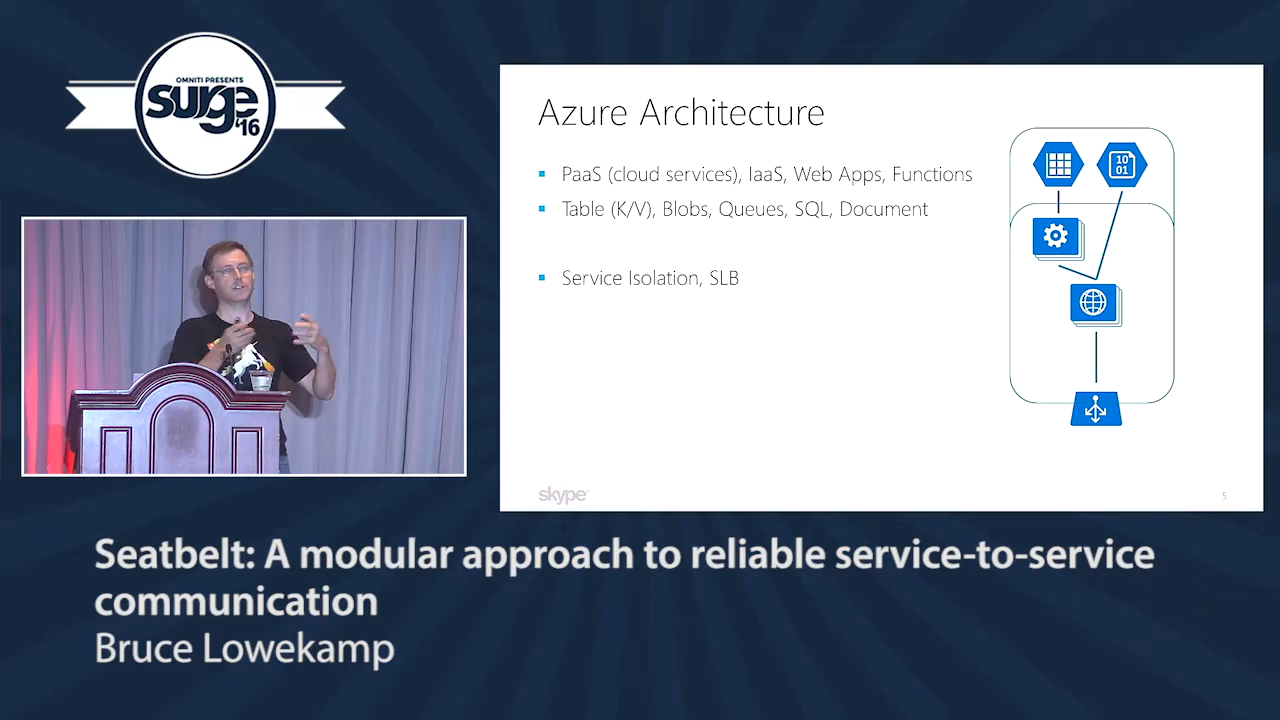 OMNITI PRESENTS
surge
'16
Azure Architecture
PaaS (cloud services), IaaS, Web Apps, Functions
Table (K/V), Blobs, Queues, SQL, Document
Service Isolation, SLB
10
01
skype
5
Seatbelt: A modular approach to reliable service-to-service
communication
Bruce Lowekamp